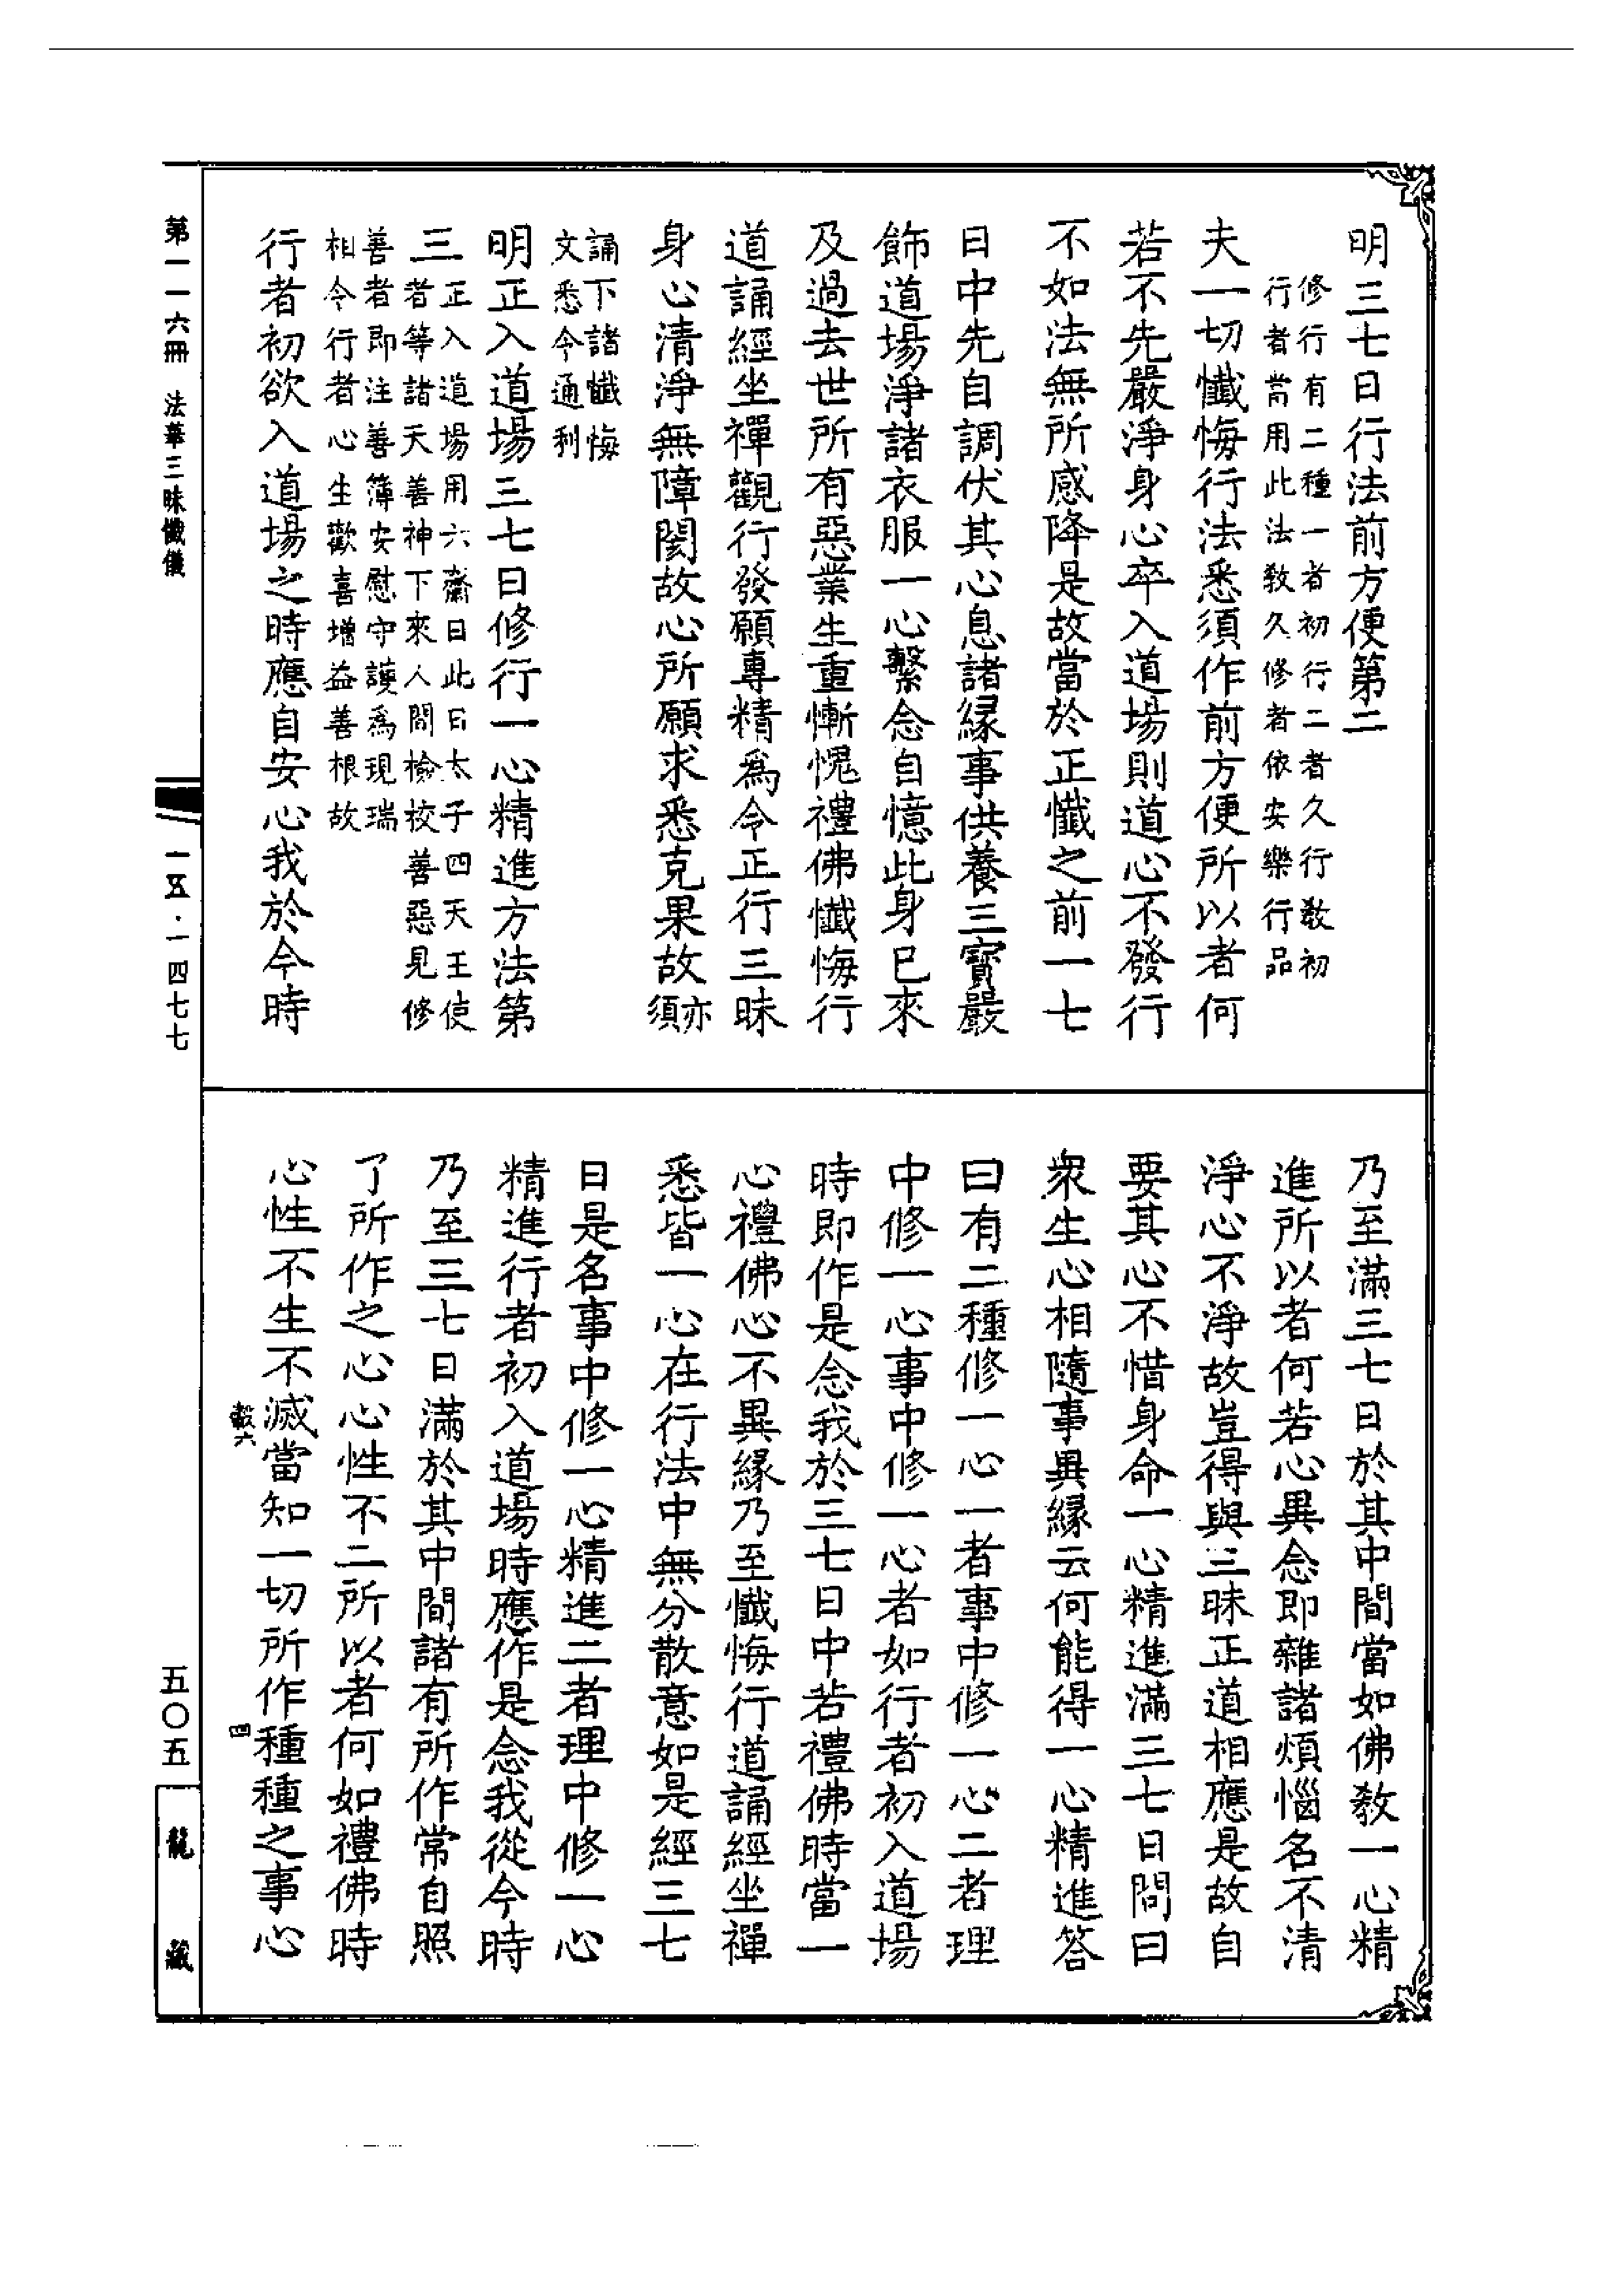 明三七日行法前方便第二
修行有二種一者初行二者久行教初
行者當用此法教久修者依安樂行品
夫一切懺悔行法悉須作前方便所以者何
若不先嚴淨身心卒入道場則道心不發行
不如法無所感降是故當於正懺之前一七
日中先自調伏其心息諸緣事供養三寶嚴
飾道場淨諸衣服一心繫念自憶此身已來
及過去世所有惡業生重慚愧禮佛懺悔行
道誦經坐禪觀行發願專精為令正行三昧
身心清淨無障閡故心所願求悉克果故亦須
誦下諸懺悔
文悉令通利
明正入道場三七日修行一心精進方法第
三正入道場用六齋日此日太子四天王使
者等諸天善神下來人間檢校善惡見修
善者即注善簿安慰守護為現瑞
相令行者心生歡喜增益善根故
行者初欲入道場之時應自安心我於今時
乃至滿三七日於其中間當如佛教一心精
進所以者何若心異念即雜諸煩惱名不清
淨心不淨故豈得與三昧正道相應是故自
要其心不惜身命一心精進滿三七日問曰
眾生心相隨事異緣云何能得一心精進答
曰有二種修一心一者事中修一心二者理
中修一心事中修一心者如行者初入道場
時即作是念我於三七日中若禮佛時當一
心禮佛心不異緣乃至懺悔行道誦經坐禪
悉皆一心在行法中無分散意如是經三七
日是名事中修一心精進二者理中修一心
精進行者初入道場時應作是念我從今時
乃至三七日滿於其中間諸有所作常自照
了所作之心心性不二所以者何如禮佛時
心性不生不滅當知一切所作種種之事心
轂六
四
第一一六冊 法華三昧懺儀
一五·一四七七
五〇五
龍藏